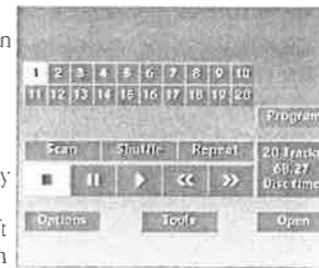 n
1 2 3 4 5 6 7 8 9 10
11 12 13 14 15 16 17 18 19 20
Program
Scan Shuffle Repeat
20 Tracks
68.27
Disc time
y
Options Tools Open
ft
n